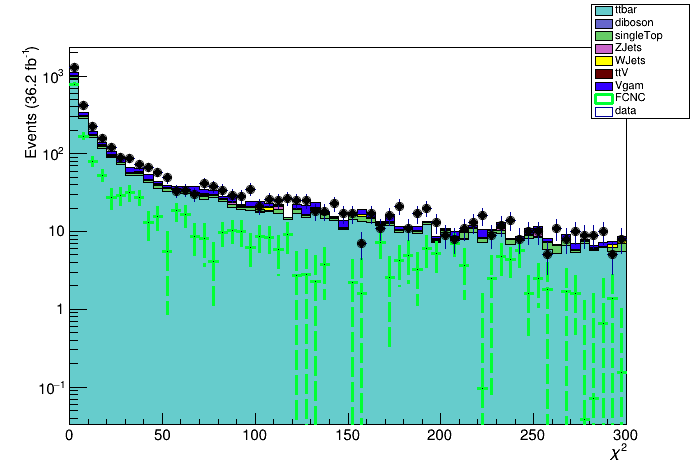 ttbar
diboson
singleTop
ZJets
WJets
ttV
Vgam
FCNC
data
Events (36.2 fb⁻¹)
10³
10²
10
1
10⁻¹
0 50 100 150 200 250 300
χ²